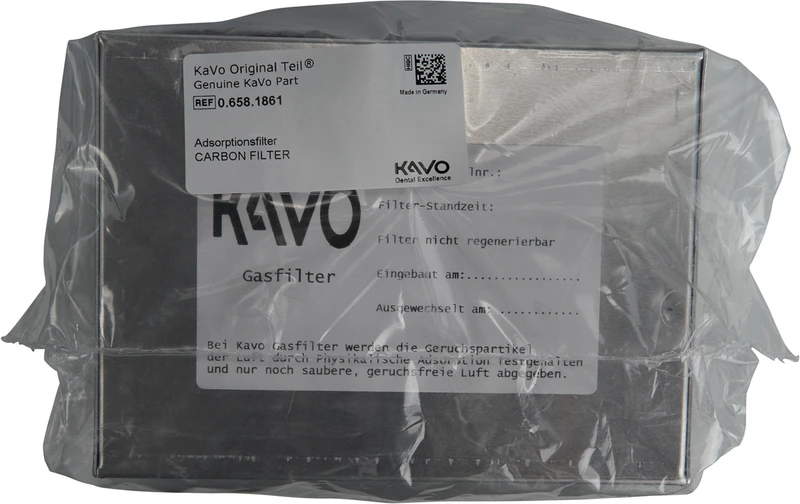 KaVo Original Teil®
Genuine KaVo Part
REF 0.658.1861
Made in Germany
Adsorptionsfilter
CARBON FILTER
KAVO
Dental Excellence
lnr.:
KAVO
Filter-Standzeit:
Filter nicht regenerierbar
Gasfilter
Eingebaut am:.................
Ausgewechselt am: ............
Bei Kavo Gasfilter werden die Geruchspartikel
der Luft durch Physikalische Adsorption festgehalten
und nur noch saubere, geruchsfreie Luft abgegeben.